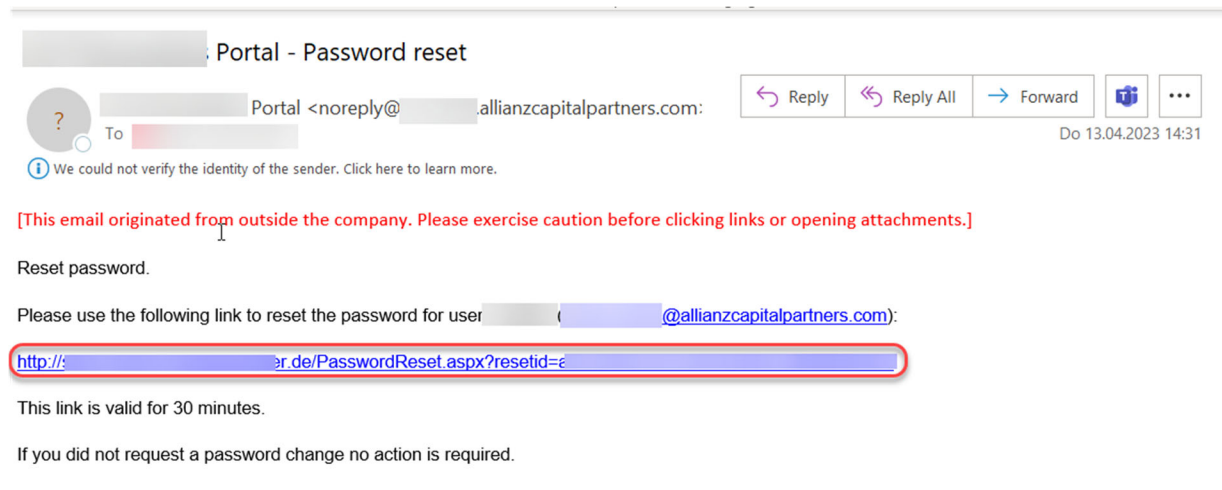 Portal - Password reset
Portal <noreply@ .allianzcapitalpartners.com
Reply
Reply All
Forward
?
To
Do 13.04.2023 14:31
We could not verify the identity of the sender. Click here to learn more.
[This email originated from outside the company. Please exercise caution before clicking links or opening attachments.]
Reset password.
Please use the following link to reset the password for user ( @allianzcapitalpartners.com):
http:// er.de/PasswordReset.aspx?resetid=a
This link is valid for 30 minutes.
If you did not request a password change no action is required.